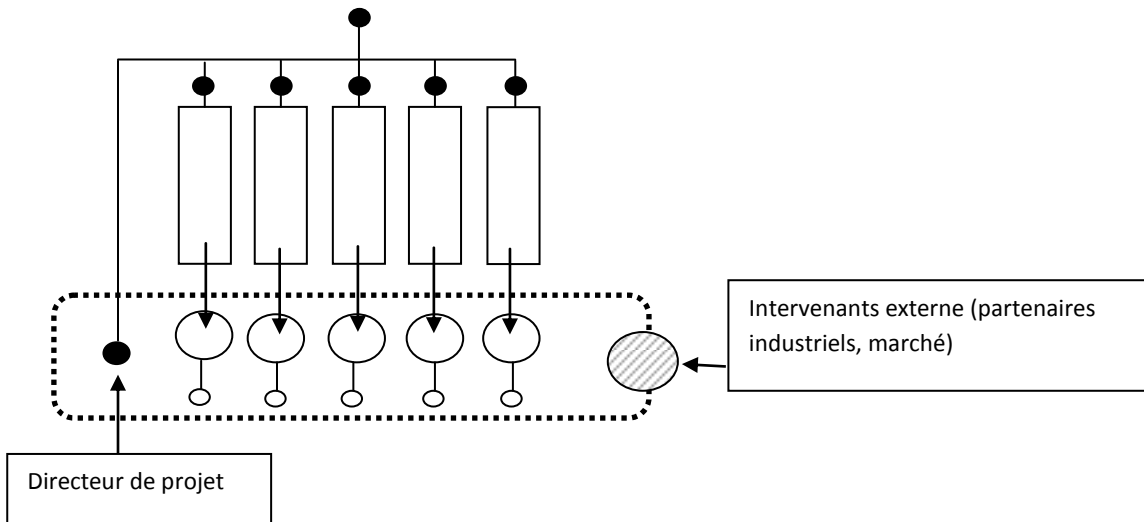 Intervenants externe (partenaires
industriels, marché)
Directeur de projet